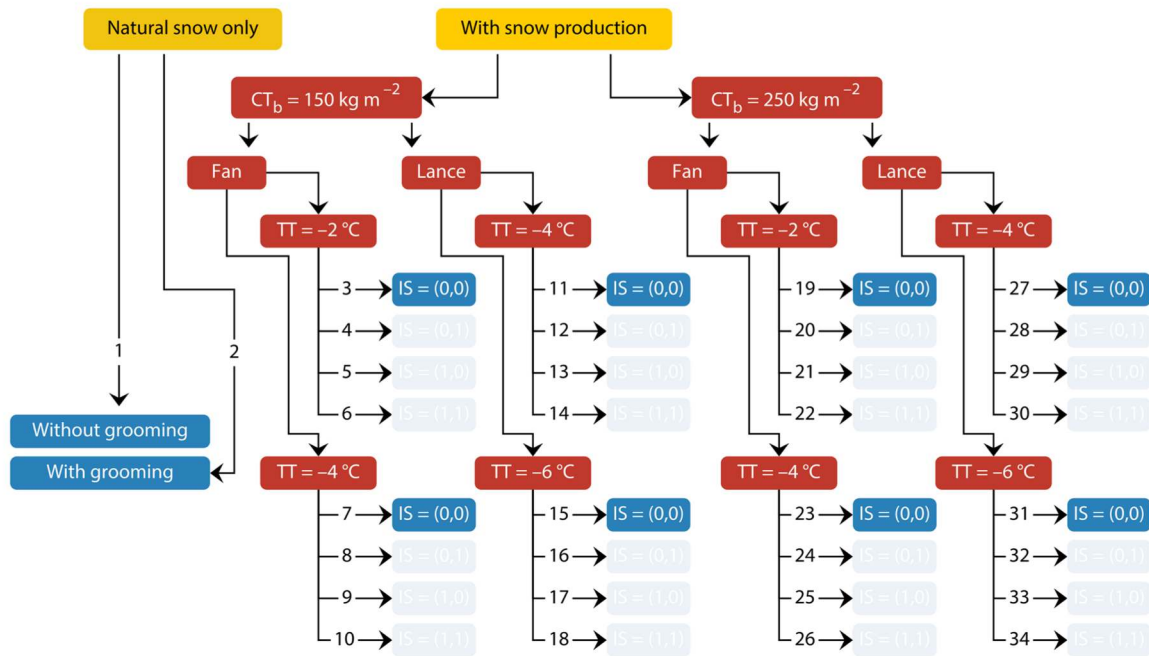 Natural snow only
With snow production
CT_b = 150 kg m⁻²
CT_b = 250 kg m⁻²
Fan
Lance
Fan
Lance
TT = –2 °C
TT = –4 °C
TT = –2 °C
TT = –4 °C
3 IS = (0,0)
11 IS = (0,0)
19 IS = (0,0)
27 IS = (0,0)
4 IS = (0,1)
12 IS = (0,1)
20 IS = (0,1)
28 IS = (0,1)
1
2
5 IS = (1,0)
13 IS = (1,0)
21 IS = (1,0)
29 IS = (1,0)
6 IS = (1,1)
14 IS = (1,1)
22 IS = (1,1)
30 IS = (1,1)
Without grooming
With grooming
TT = –4 °C
TT = –6 °C
TT = –4 °C
TT = –6 °C
7 IS = (0,0)
15 IS = (0,0)
23 IS = (0,0)
31 IS = (0,0)
8 IS = (0,1)
16 IS = (0,1)
24 IS = (0,1)
32 IS = (0,1)
9 IS = (1,0)
17 IS = (1,0)
25 IS = (1,0)
33 IS = (1,0)
10 IS = (1,1)
18 IS = (1,1)
26 IS = (1,1)
34 IS = (1,1)